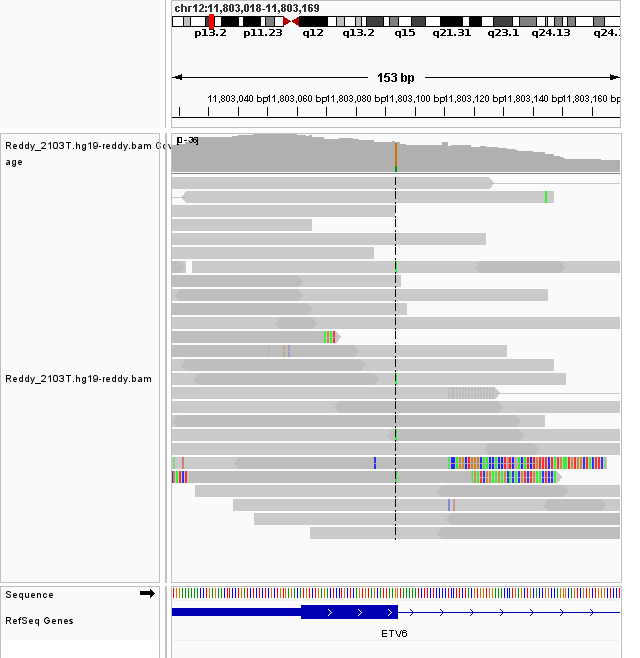 chr12:11,803,018-11,803,169
p13.2 p11.23 q12 q13.2 q15 q21.31 q23.1 q24.13 q24.
153 bp
11,803,040 bp 11,803,060 bp 11,803,080 bp 11,803,100 bp 11,803,120 bp 11,803,140 bp 11,803,160 bp
Reddy_2103T.hg19-reddy.bam Cov
age
Reddy_2103T.hg19-reddy.bam
Sequence
RefSeq Genes
ETV6